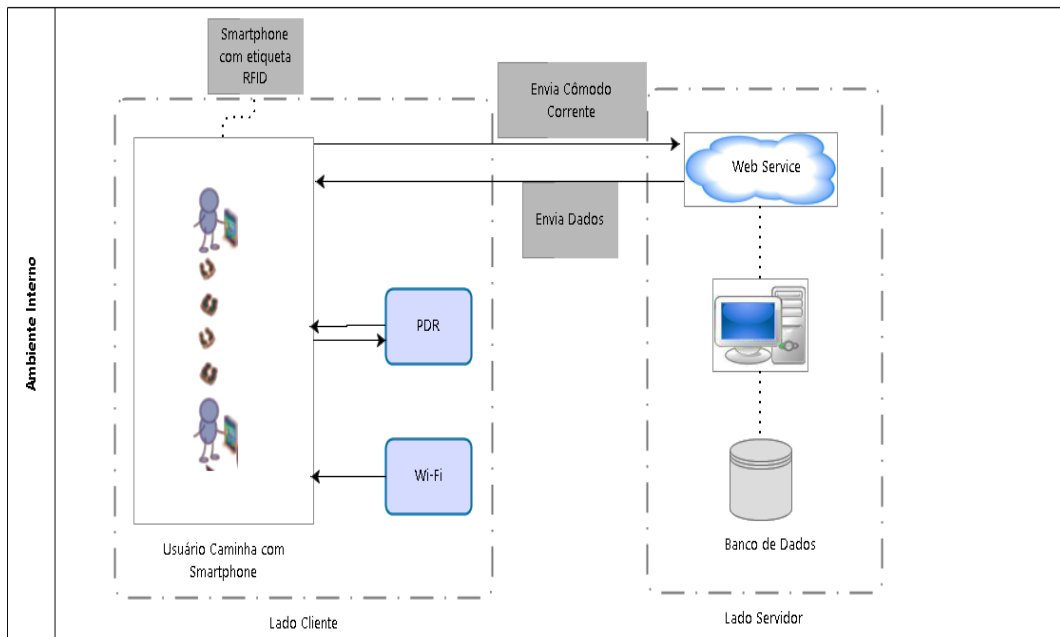 Ambiente Interno
Smartphone
com etiqueta
RFID
Envia Cômodo
Corrente
Web Service
Envia Dados
PDR
Wi-Fi
Usuário Caminha com
Smartphone
Banco de Dados
Lado Cliente
Lado Servidor